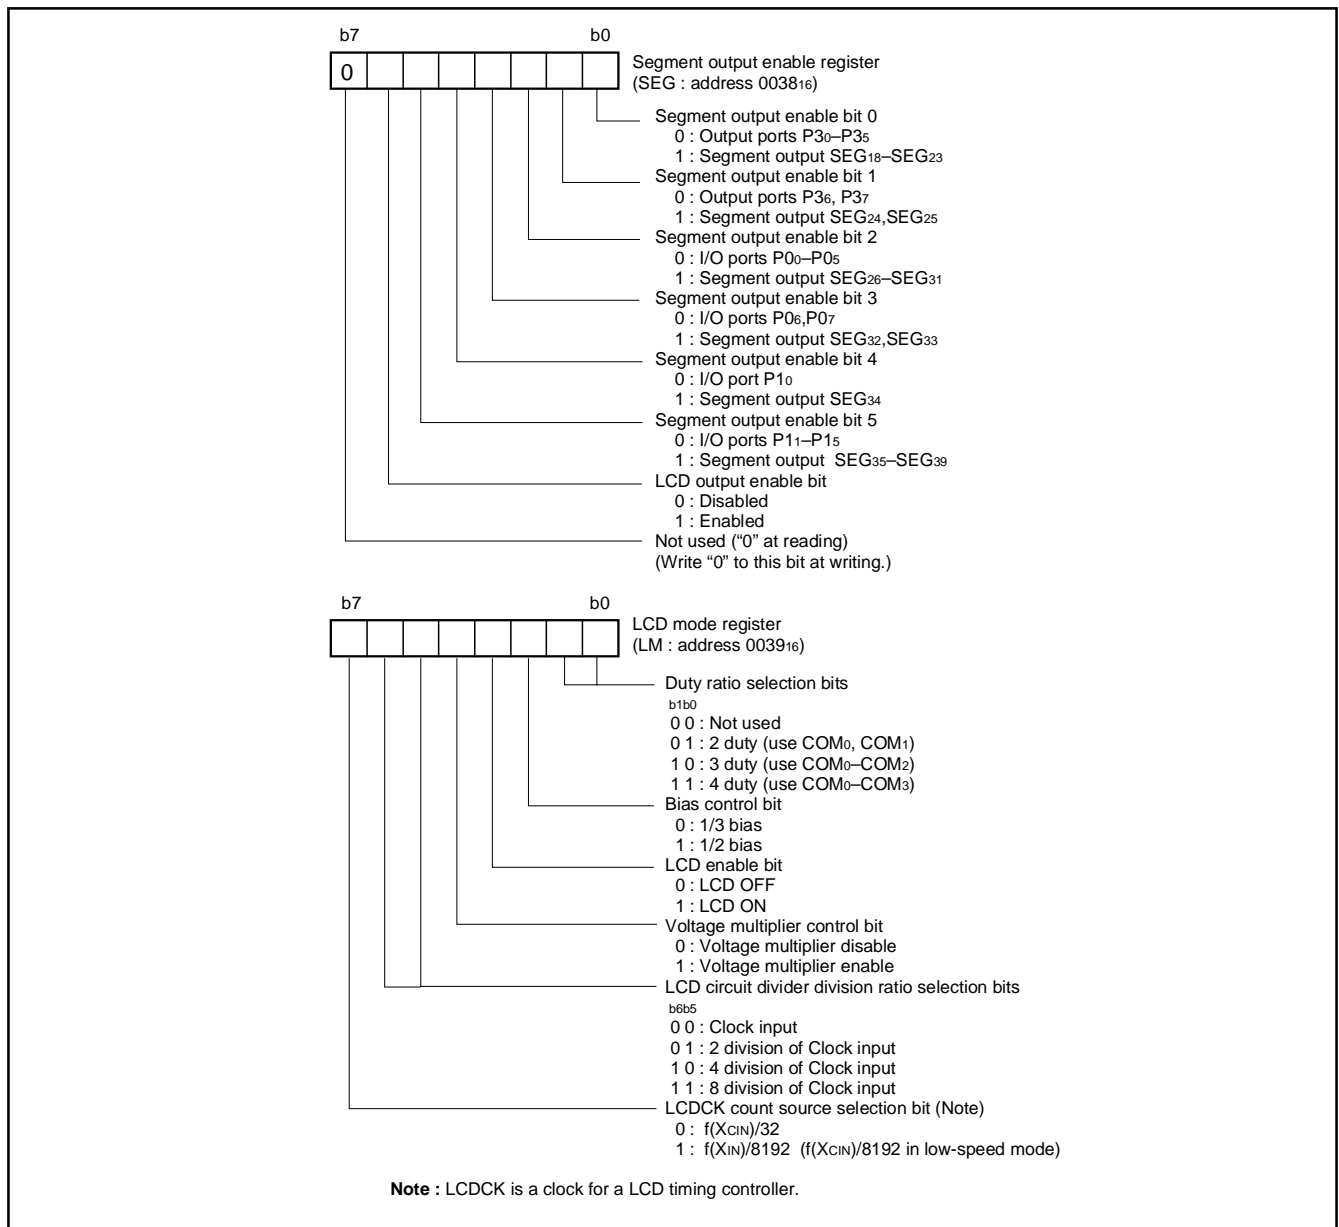 b7 b0
0 Segment output enable register
(SEG : address 003816)
Segment output enable bit 0
0 : Output ports P30–P35
1 : Segment output SEG18–SEG23
Segment output enable bit 1
0 : Output ports P36, P37
1 : Segment output SEG24,SEG25
Segment output enable bit 2
0 : I/O ports P00–P05
1 : Segment output SEG26–SEG31
Segment output enable bit 3
0 : I/O ports P06,P07
1 : Segment output SEG32,SEG33
Segment output enable bit 4
0 : I/O port P10
1 : Segment output SEG34
Segment output enable bit 5
0 : I/O ports P11–P15
1 : Segment output SEG35–SEG39
LCD output enable bit
0 : Disabled
1 : Enabled
Not used (“0” at reading)
(Write “0” to this bit at writing.)
b7 b0
LCD mode register
(LM : address 003916)
Duty ratio selection bits
b1b0
0 0 : Not used
0 1 : 2 duty (use COM0, COM1)
1 0 : 3 duty (use COM0–COM2)
1 1 : 4 duty (use COM0–COM3)
Bias control bit
0 : 1/3 bias
1 : 1/2 bias
LCD enable bit
0 : LCD OFF
1 : LCD ON
Voltage multiplier control bit
0 : Voltage multiplier disable
1 : Voltage multiplier enable
LCD circuit divider division ratio selection bits
b6b5
0 0 : Clock input
0 1 : 2 division of Clock input
1 0 : 4 division of Clock input
1 1 : 8 division of Clock input
LCDCK count source selection bit (Note)
0 : f(XCIN)/32
1 : f(XIN)/8192 (f(XCIN)/8192 in low-speed mode)
Note : LCDCK is a clock for a LCD timing controller.